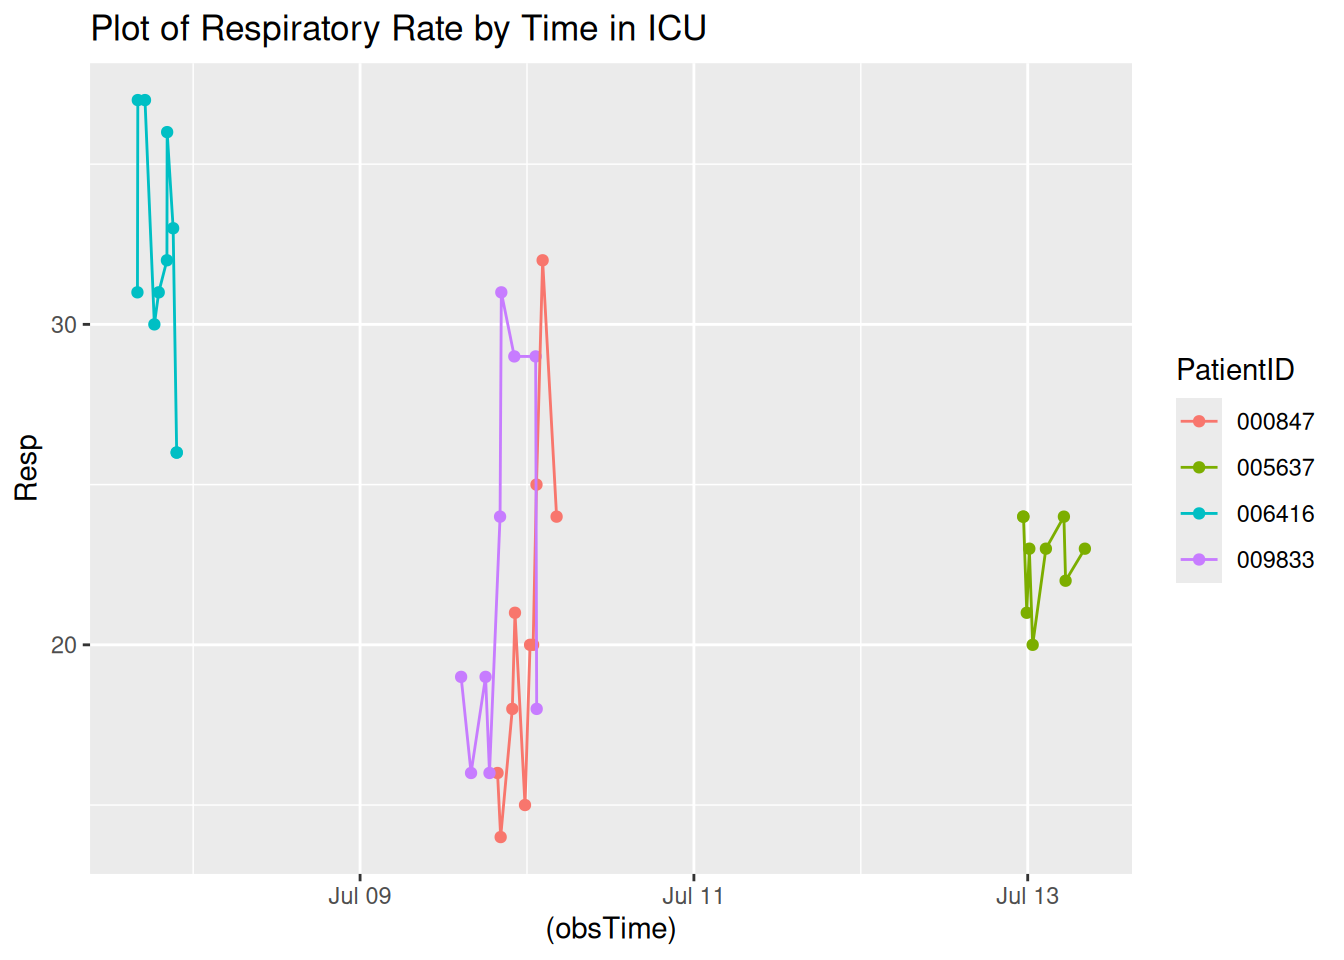 Plot of Respiratory Rate by Time in ICU
Resp
30
20
Jul 09
Jul 11
Jul 13
(obsTime)
PatientID
000847
005637
006416
009833